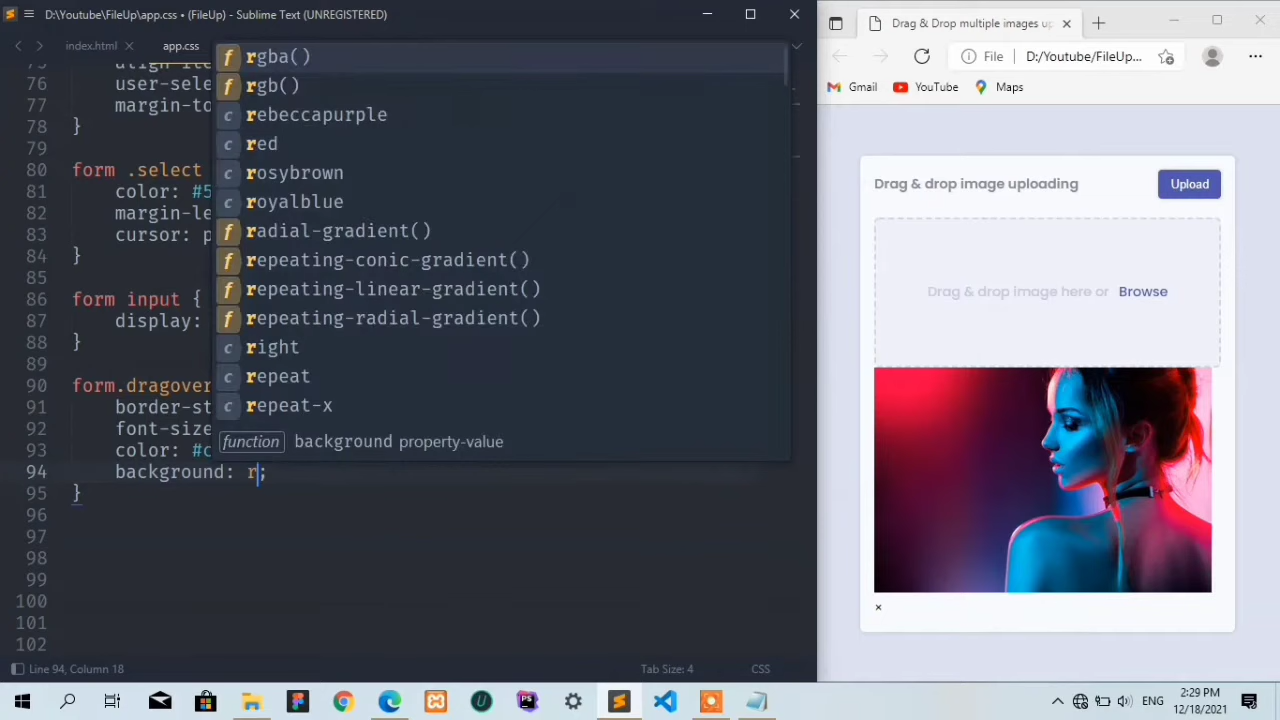 D:\Youtube\FileUp\app.css • (FileUp) - Sublime Text (UNREGISTERED)
index.html
app.css
76 user-sele
77 margin-to
78 }
79
80 form .select
81 color: #5
82 margin-le
83 cursor: p
84 }
85
86 form input {
87 display:
88 }
89
90 form.dragover
91 border-st
92 font-size
93 color: #c
94 background: r;
95 }
96
97
98
99
100
101
102
f rgba()
f rgb()
c rebeccapurple
c red
c rosybrown
c royalblue
f radial-gradient()
f repeating-conic-gradient()
f repeating-linear-gradient()
f repeating-radial-gradient()
c right
c repeat
c repeat-x
function background property-value
Line 94, Column 18
Tab Size: 4
CSS
Drag & Drop multiple images up
File D:/Youtube/FileUp...
Gmail YouTube Maps
Drag & drop image uploading
Upload
Drag & drop image here or Browse
×
ENG
2:29 PM
12/18/2021